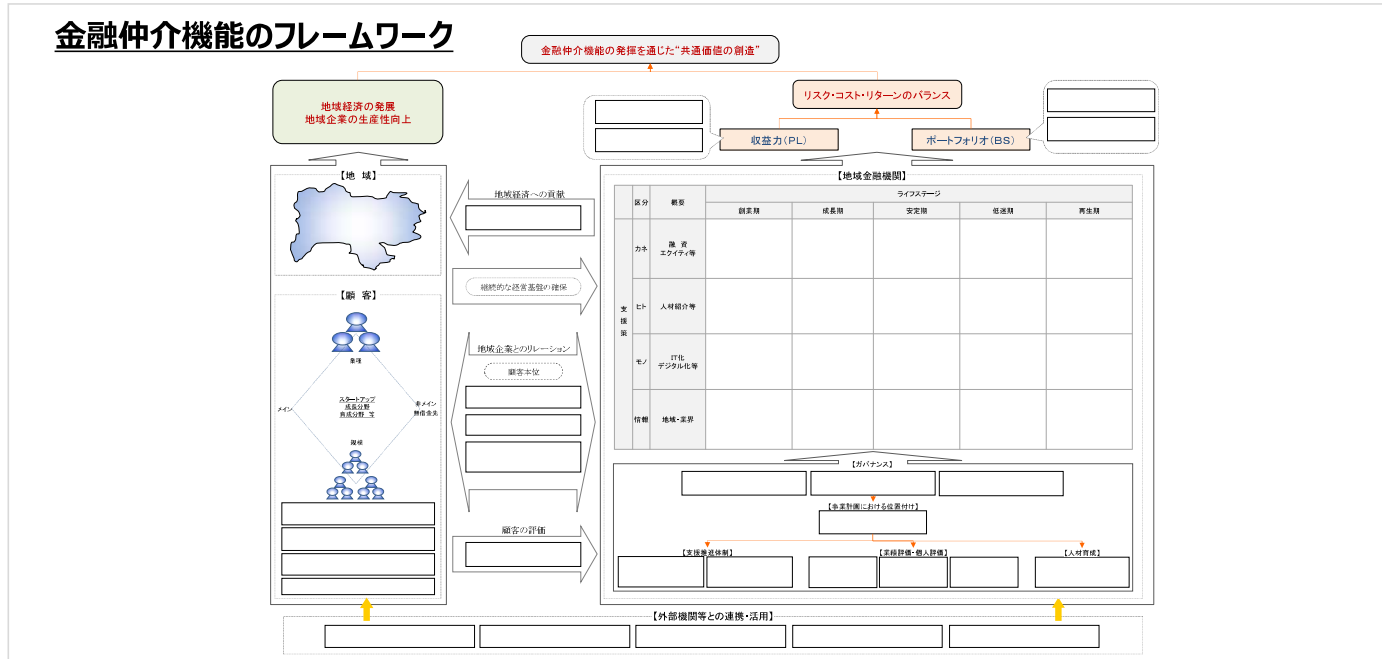 金融仲介機能のフレームワーク
金融仲介機能の発揮を通じた“共通価値の創造”
地域経済の発展
地域企業の生産性向上
リスク・コスト・リターンのバランス
収益力(PL)
ポートフォリオ(BS)
【地 域】
【顧 客】
業種
メイン
スタートアップ
成長分野
育成分野 等
非メイン
無借金先
規模
地域経済への貢献
継続的な経営基盤の確保
地域企業とのリレーション
顧客本位
顧客の評価
【地域金融機関】
区分
概要
ライフステージ
創業期
成長期
安定期
低迷期
再生期
支援策
カネ
融 資
エクイティ等
ヒト
人材紹介等
モノ
IT化
デジタル化等
情報
地域・業界
【ガバナンス】
【事業計画における位置付け】
【支援推進体制】
【業績評価・個人評価】
【人材育成】
【外部機関等との連携・活用】